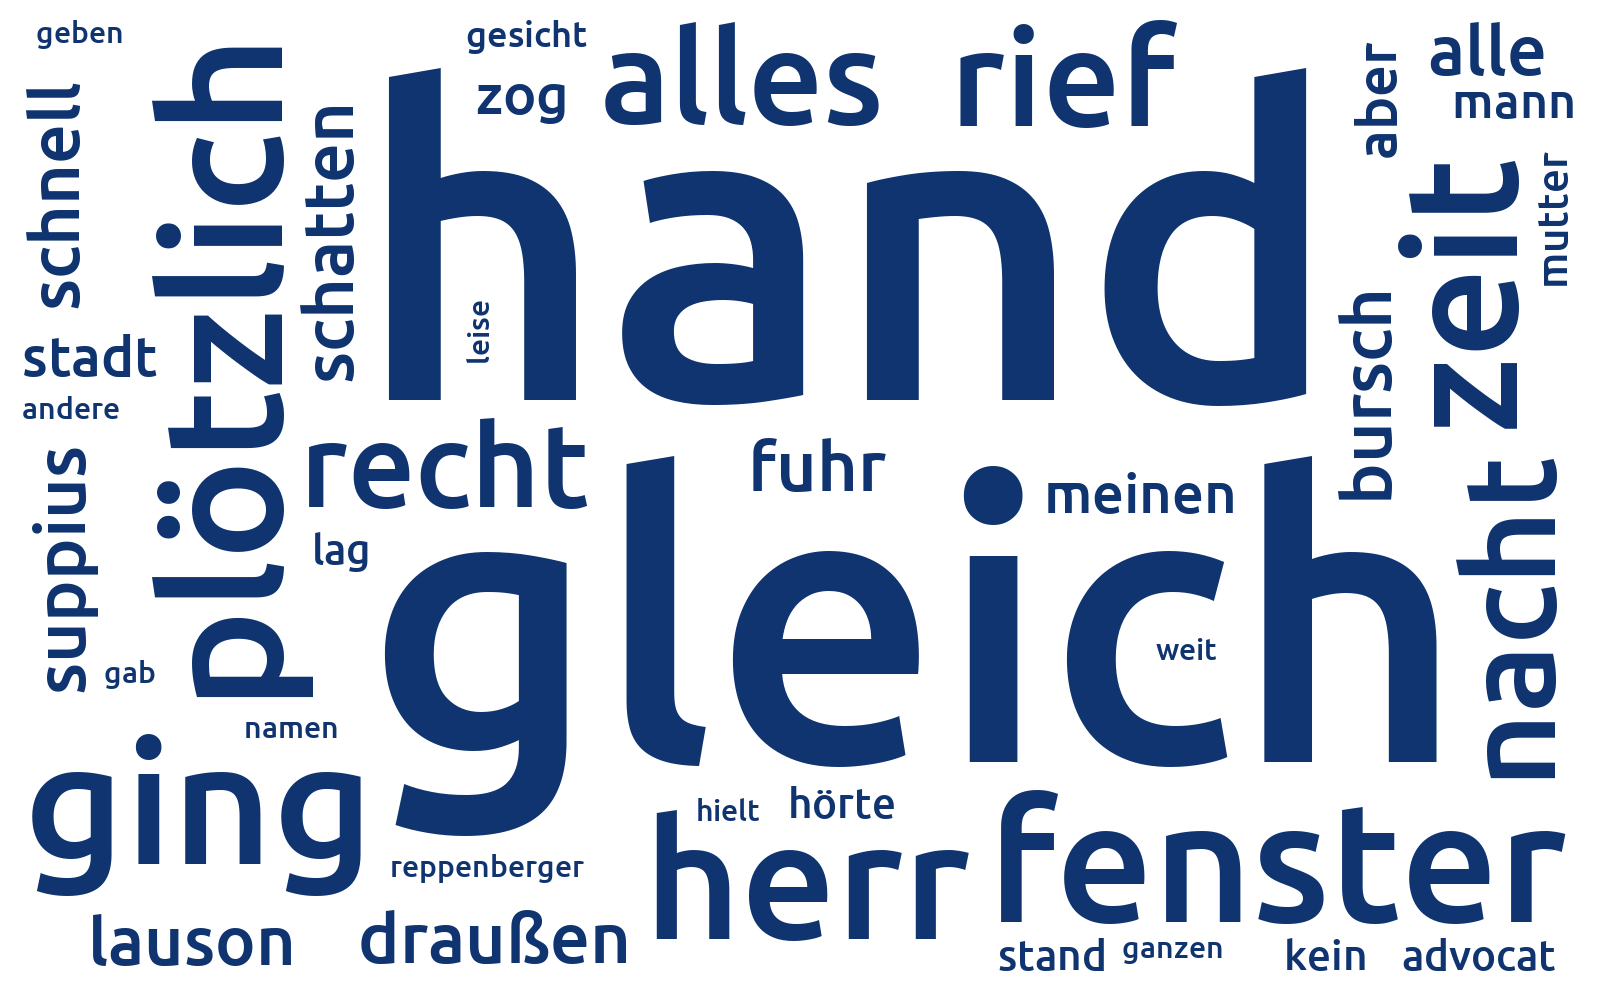 geben
gesicht
alles
rief
alle
schnell
plötzlich
schatten
zog
hand
aber
mann
zeit
mutter
leise
bursch
stadt
andere
recht
fuhr
meinen
nacht
suppius
lag
gleich
weit
gab
namen
ging
hielt
hörte
fenster
reppenberger
herr
lauson
draußen
stand
ganzen
kein
advocat